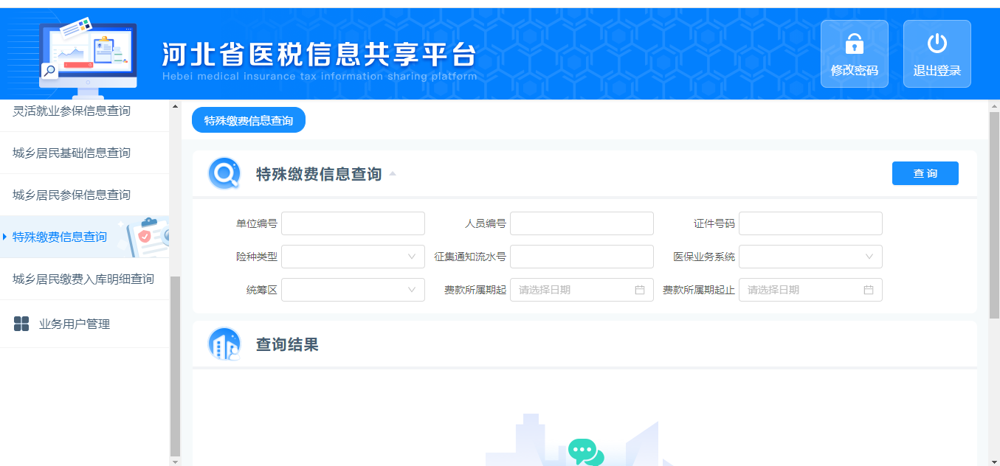 河北省医税信息共享平台
Hebei medical insurance tax information sharing platform
修改密码
退出登录
灵活就业参保信息查询
城乡居民基础信息查询
城乡居民参保信息查询
特殊缴费信息查询
城乡居民缴费入库明细查询
业务用户管理
特殊缴费信息查询
特殊缴费信息查询
查 询
单位编号
人员编号
证件号码
险种类型
征集通知流水号
医保业务系统
统筹区
费款所属期起
请选择日期
费款所属期起止
请选择日期
查询结果